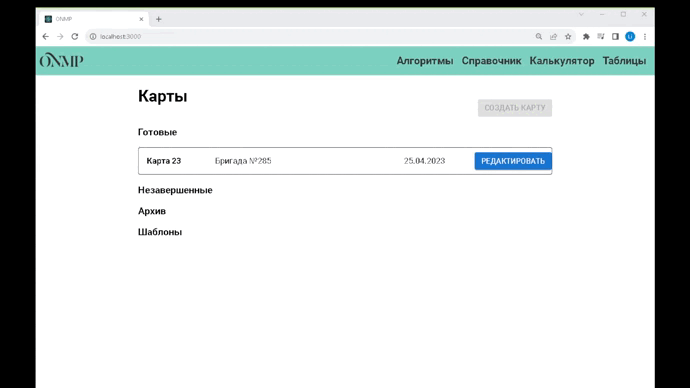 ONMP
localhost:3000
ONMP
Алгоритмы Справочник Калькулятор Таблицы
Карты
СОЗДАТЬ КАРТУ
Готовые
Карта 23 Бригада №285 25.04.2023 РЕДАКТИРОВАТЬ
Незавершенные
Архив
Шаблоны